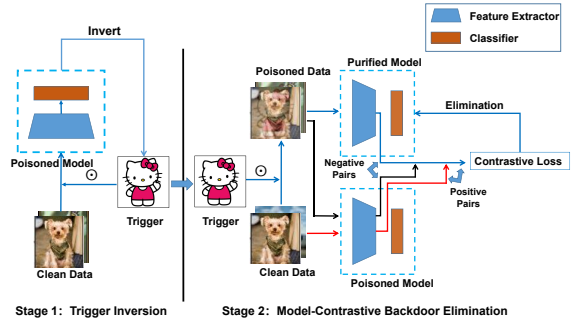 Feature Extractor
Classifier
Invert
Poisoned Model
Trigger
Clean Data
Stage 1: Trigger Inversion
Poisoned Data
Purified Model
Elimination
Negative
Pairs
Contrastive Loss
Positive
Pairs
Trigger
Clean Data
Poisoned Model
Stage 2: Model-Contrastive Backdoor Elimination